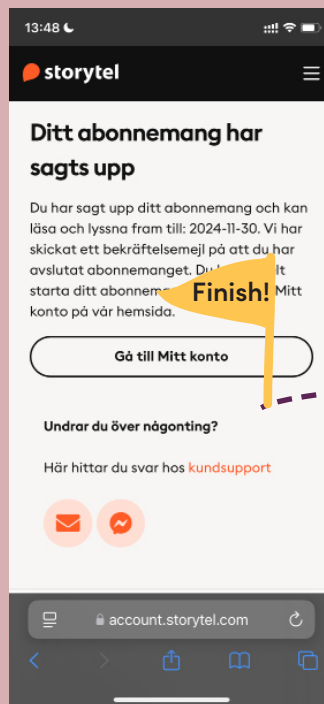 13:48
storytel
Ditt abonnemang har
sagts upp
Du har sagt upp ditt abonnemang och kan
läsa och lyssna fram till: 2024-11-30. Vi har
skickat ett bekräftelsemejl på att du har
avslutat abonnemanget.
starta ditt Mitt
konto på vår hemsida.
Finish!
Gå till Mitt konto
Undrar du över någonting?
Här hittar du svar hos kundsupport
account.storytel.com